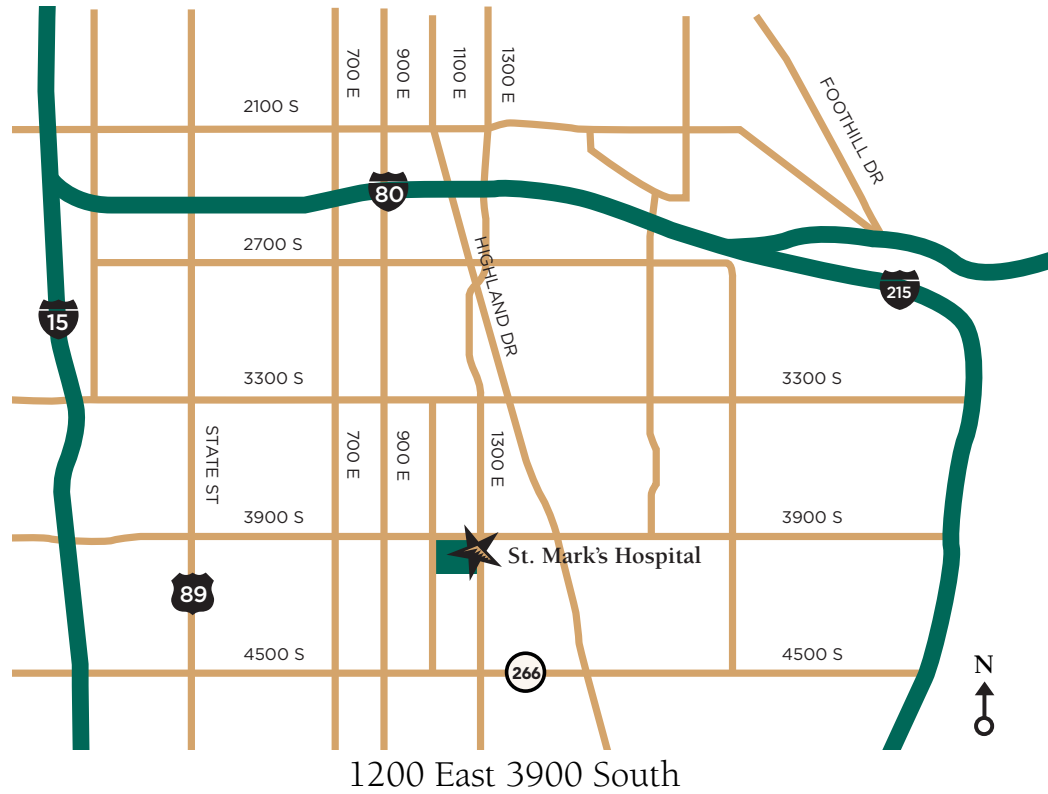 700 E
900 E
1100 E
1300 E
FOOTHILL DR
2100 S
80
2700 S
HIGHLAND DR
215
15
3300 S
3300 S
STATE ST
700 E
900 E
1300 E
3900 S
3900 S
St. Mark's Hospital
89
4500 S
4500 S
266
N
1200 East 3900 South